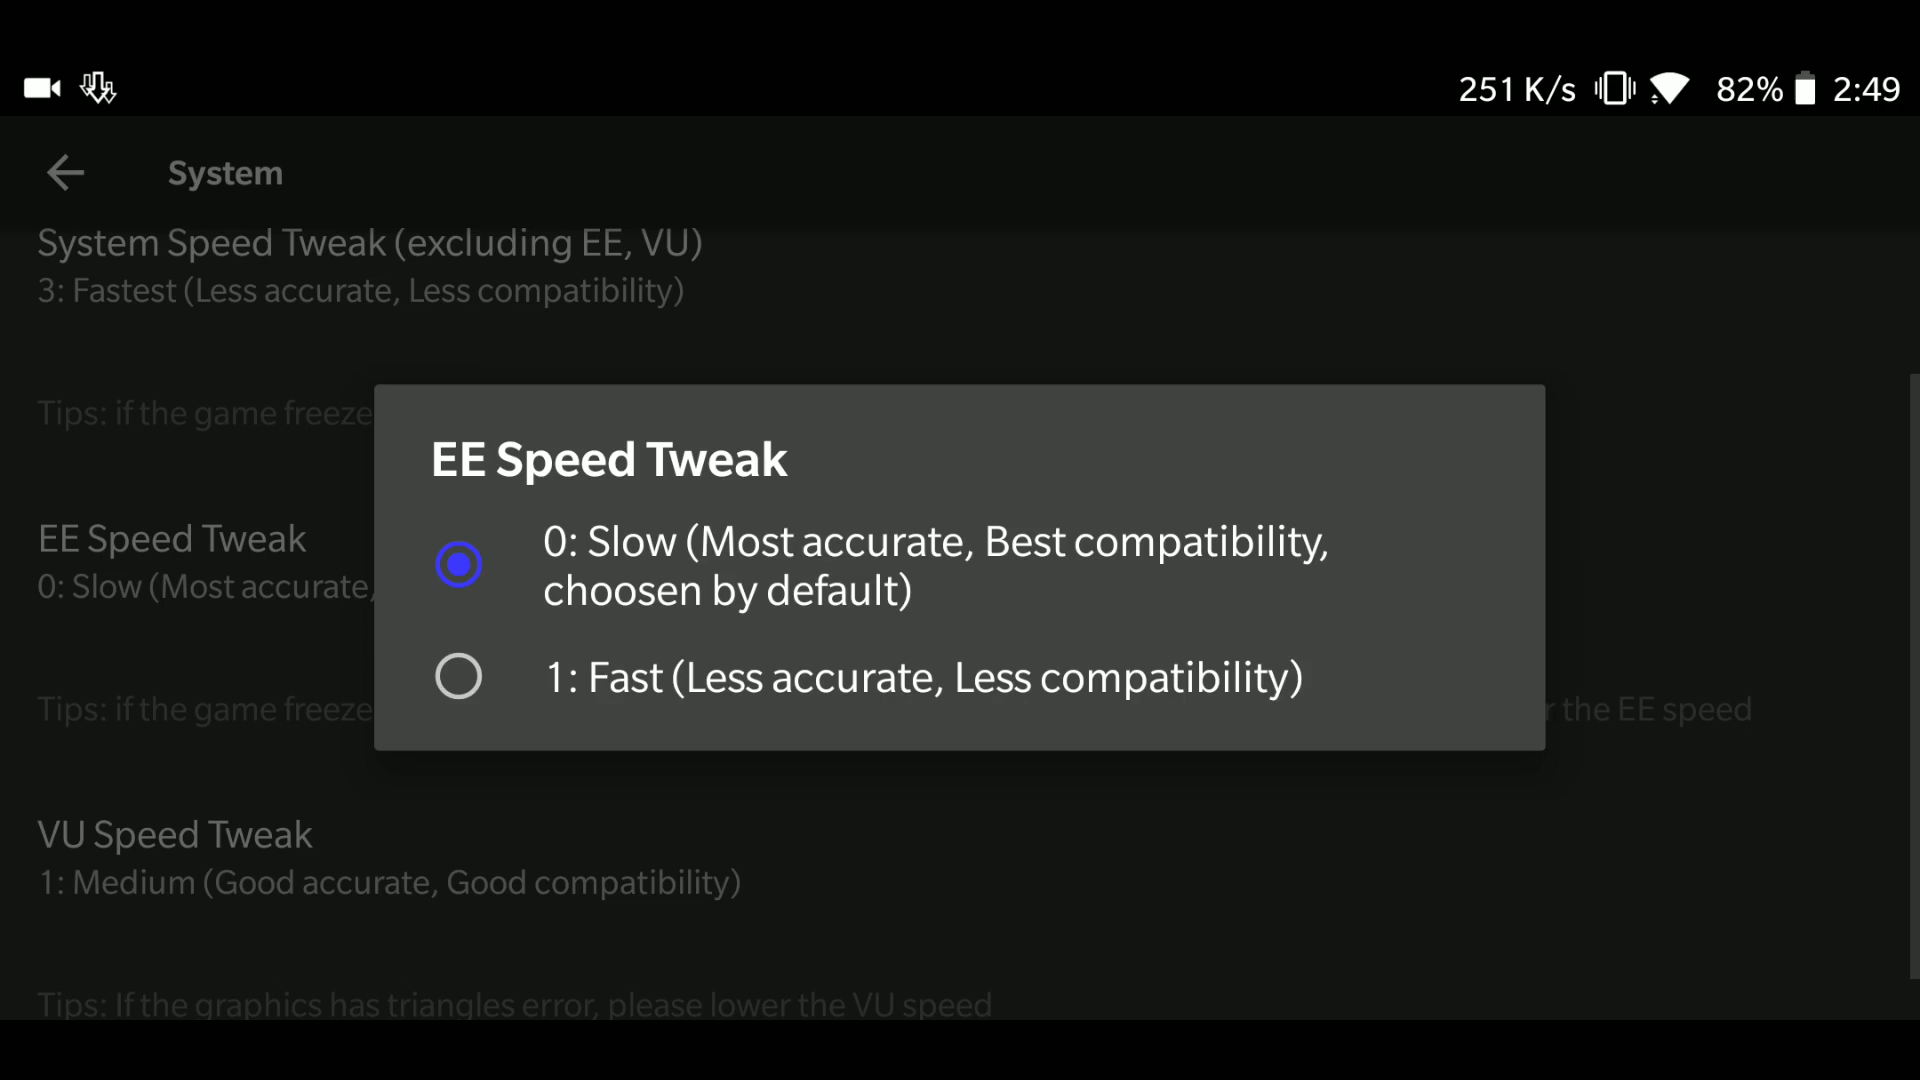 251 K/s 82% 2:49
System
System Speed Tweak (excluding EE, VU)
3: Fastest (Less accurate, Less compatibility)
Tips: if the game freeze
EE Speed Tweak
0: Slow (Most accurate, Best compatibility,
choosen by default)
1: Fast (Less accurate, Less compatibility)
EE Speed Tweak
0: Slow (Most accurate,
Tips: if the game freeze
the EE speed
VU Speed Tweak
1: Medium (Good accurate, Good compatibility)
Tips: If the graphics has triangles error, please lower the VU speed